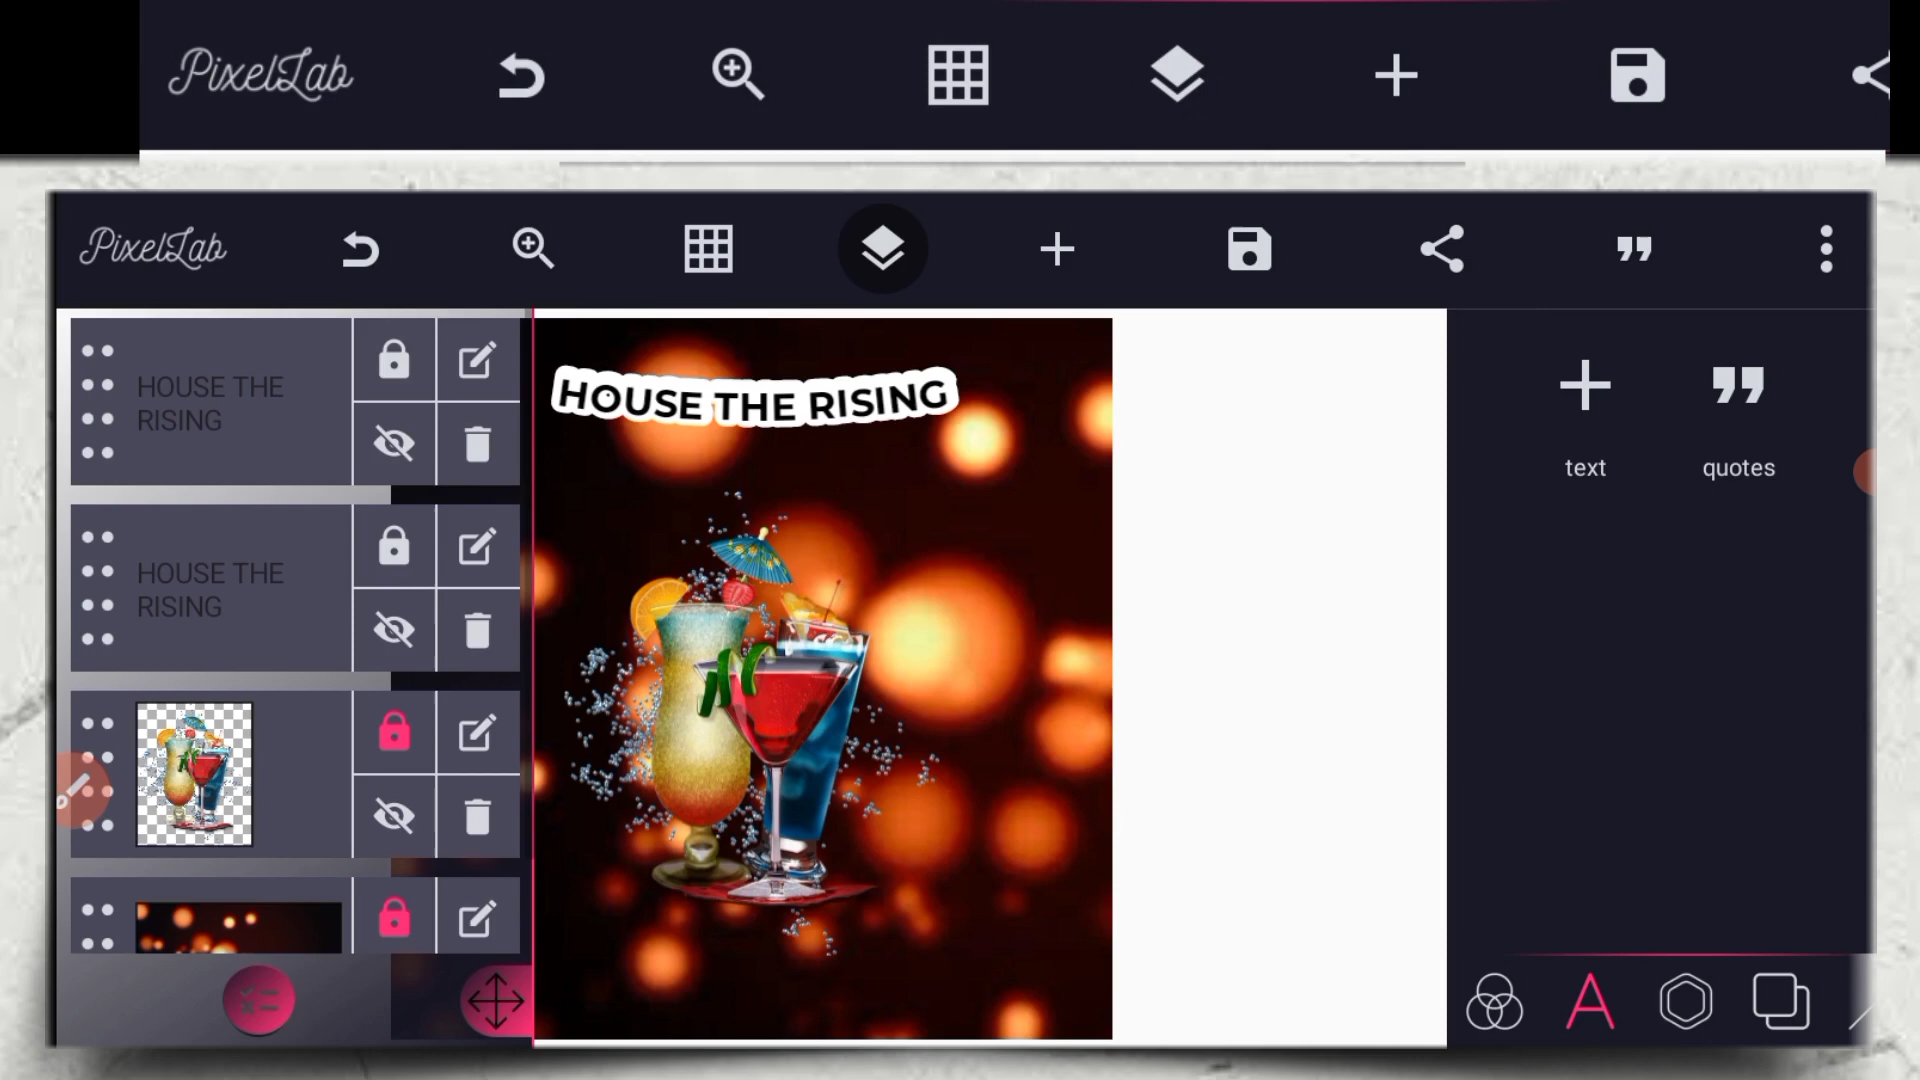 PixelLab
PixelLab
HOUSE THE
RISING
HOUSE THE RISING
text
quotes
HOUSE THE
RISING